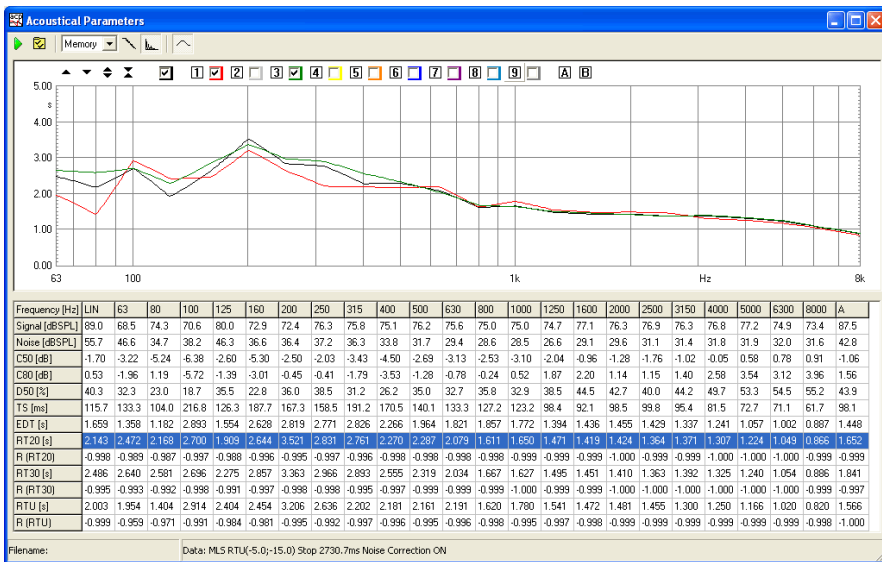 Acoustical Parameters
Memory
1 2 3 4 5 6 7 8 9 A B
5.00
s
4.00
3.00
2.00
1.00
0.00
63 100 1k Hz 8k
Frequency [Hz] LIN 63 80 100 125 160 200 250 315 400 500 630 800 1000 1250 1600 2000 2500 3150 4000 5000 6300 8000 A
Signal [dBSPL] 89.0 68.5 74.3 70.6 80.0 72.9 72.4 76.3 75.8 75.1 76.2 75.6 75.0 75.0 74.7 77.1 76.3 76.9 76.3 76.8 77.2 74.9 73.4 87.5
Noise [dBSPL] 55.7 46.6 34.7 38.2 46.3 36.6 36.4 37.2 36.3 33.8 31.7 29.4 28.6 28.5 26.6 29.1 29.6 31.1 31.4 31.8 31.9 32.0 31.6 42.8
C50 [dB] -1.70 -3.22 -5.24 -6.38 -2.60 -5.30 -2.50 -2.03 -3.43 -4.50 -2.69 -3.13 -2.53 -3.10 -2.04 -0.96 -1.28 -1.76 -1.02 -0.05 0.58 0.78 0.91 -1.06
C80 [dB] 0.53 -1.96 1.19 -5.72 -1.39 -3.01 -0.45 -0.41 -1.79 -3.53 -1.28 -0.78 -0.24 0.52 1.87 2.20 1.14 1.15 1.40 2.58 3.54 3.12 3.96 1.56
D50 [%] 40.3 32.3 23.0 18.7 35.5 22.8 36.0 38.5 31.2 26.2 35.0 32.7 35.8 32.9 38.5 44.5 42.7 40.0 44.2 49.7 53.3 54.5 55.2 43.9
TS [ms] 115.7 133.3 104.0 216.8 126.3 187.7 167.3 158.5 191.2 170.5 140.1 133.3 127.2 123.2 98.4 92.1 98.5 99.8 95.4 81.5 72.7 71.1 61.7 98.1
EDT [s] 1.659 1.358 1.182 2.893 1.554 2.628 2.819 2.771 2.826 2.266 1.964 1.821 1.857 1.772 1.394 1.436 1.455 1.429 1.337 1.241 1.057 1.002 0.887 1.448
RT20 [s] 2.143 2.472 2.168 2.700 1.909 2.644 3.521 2.831 2.761 2.270 2.287 2.079 1.611 1.650 1.471 1.419 1.424 1.364 1.371 1.307 1.224 1.049 0.866 1.652
R (RT20) -0.998 -0.989 -0.987 -0.997 -0.988 -0.996 -0.995 -0.995 -0.995 -0.997 -0.999 -0.999 -0.999 -0.999 -0.999 -0.999 -1.000 -0.999 -0.999 -1.000 -0.999 -0.999 -0.999 -0.999
RT30 [s] 2.486 2.640 2.581 2.696 2.275 2.857 3.363 2.966 2.893 2.555 2.319 2.034 1.667 1.627 1.495 1.451 1.410 1.363 1.392 1.325 1.240 1.054 0.886 1.841
R (RT30) -0.995 -0.993 -0.992 -0.998 -0.991 -0.997 -0.998 -0.998 -0.995 -0.997 -0.999 -0.999 -0.999 -1.000 -0.999 -0.999 -1.000 -1.000 -1.000 -1.000 -1.000 -0.999 -0.999 -0.997
RTU [s] 2.003 1.954 1.404 2.914 2.404 2.454 3.206 2.636 2.202 2.181 2.161 2.191 1.620 1.780 1.541 1.472 1.481 1.455 1.300 1.250 1.166 1.020 0.820 1.566
R (RTU) -0.999 -0.959 -0.971 -0.991 -0.984 -0.981 -0.995 -0.992 -0.997 -0.996 -0.995 -0.996 -0.998 -0.995 -0.997 -0.998 -0.999 -0.999 -0.999 -0.999 -0.999 -0.999 -0.998 -1.000
Filename: Data: MLS RTU(-5.0;-15.0) Stop 2730.7ms Noise Correction ON